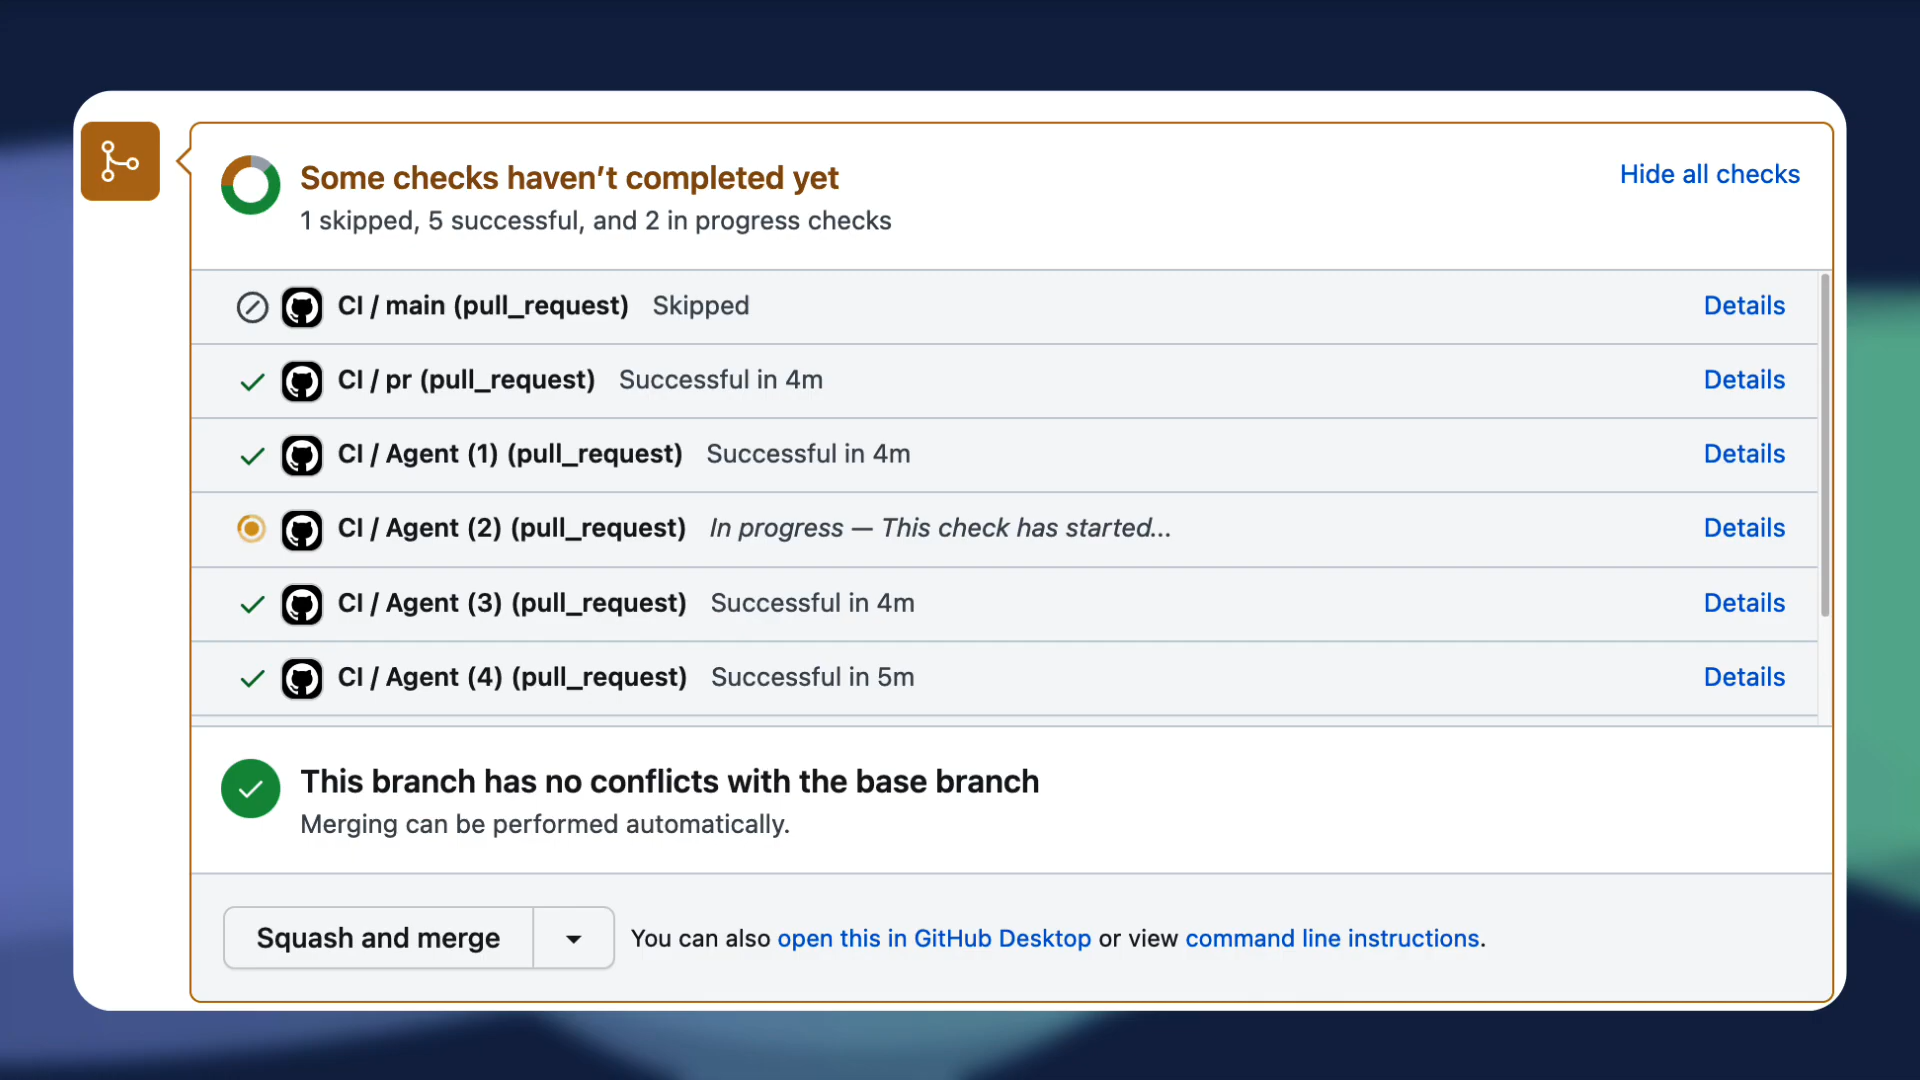 Some checks haven’t completed yet
Hide all checks
1 skipped, 5 successful, and 2 in progress checks
CI / main (pull_request) Skipped Details
CI / pr (pull_request) Successful in 4m Details
CI / Agent (1) (pull_request) Successful in 4m Details
CI / Agent (2) (pull_request) In progress — This check has started... Details
CI / Agent (3) (pull_request) Successful in 4m Details
CI / Agent (4) (pull_request) Successful in 5m Details
This branch has no conflicts with the base branch
Merging can be performed automatically.
Squash and merge You can also open this in GitHub Desktop or view command line instructions.